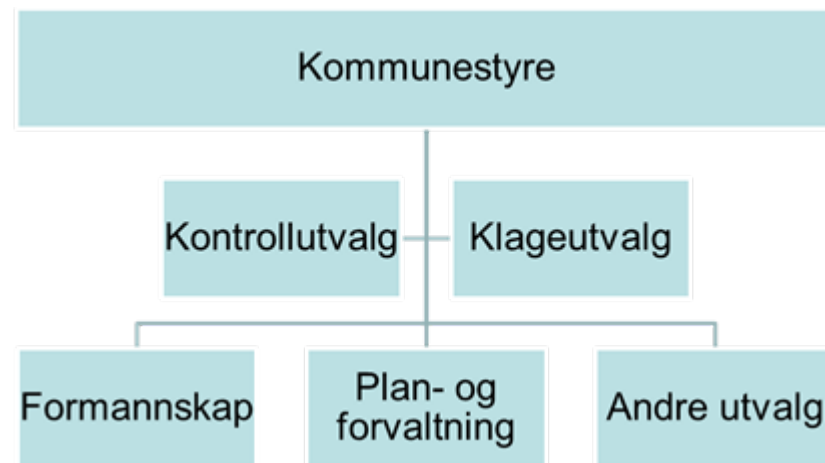 Kommunestyre
Kontrollutvalg
Klageutvalg
Formannskap
Plan- og
forvaltning
Andre utvalg